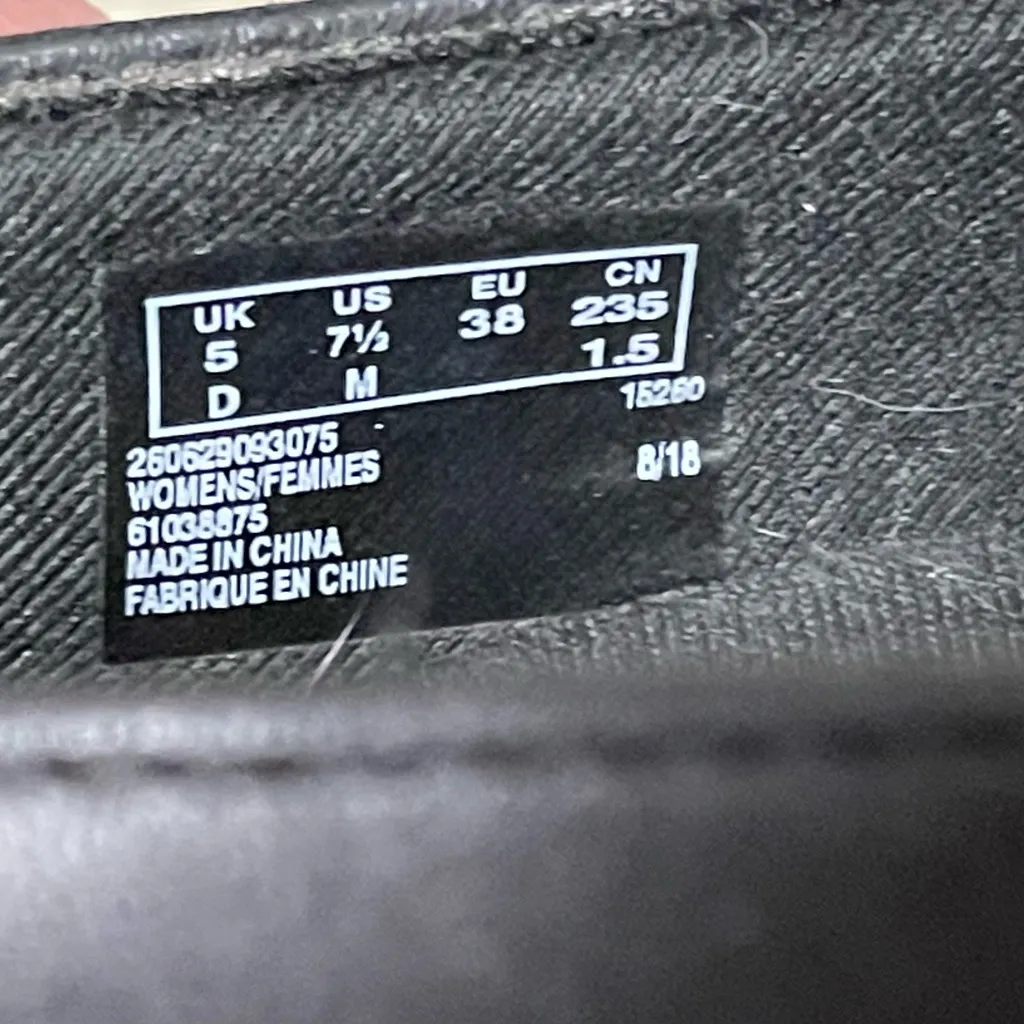 UK US EU CN
5 7½ 38 235
D M 1.5
15260
260629093075
WOMENS/FEMMES 8/18
61038875
MADE IN CHINA
FABRIQUE EN CHINE